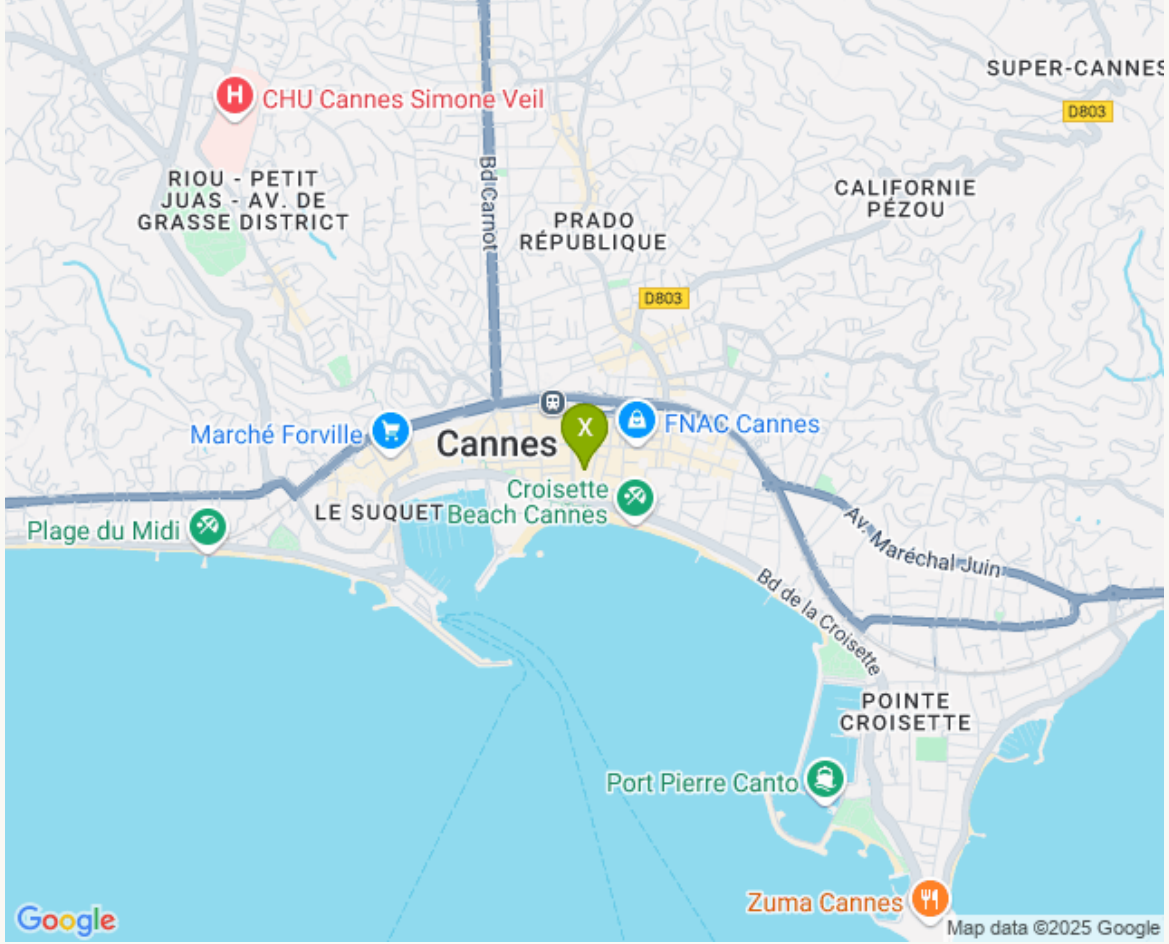 SUPER-CANNES
D803
H
CHU Cannes Simone Veil
Bd Carnot
RIOU - PETIT
JUAS - AV. DE
GRASSE DISTRICT
CALIFORNIE
PÉZOU
PRADO
RÉPUBLIQUE
D803
Marché Forville
Cannes
X
FNAC Cannes
Croisette
Beach Cannes
LE SUQUET
Plage du Midi
Av. Maréchal Juin
Bd de la Croisette
POINTE
CROISETTE
Port Pierre Canto
Zuma Cannes
Google
Map data ©2025 Google